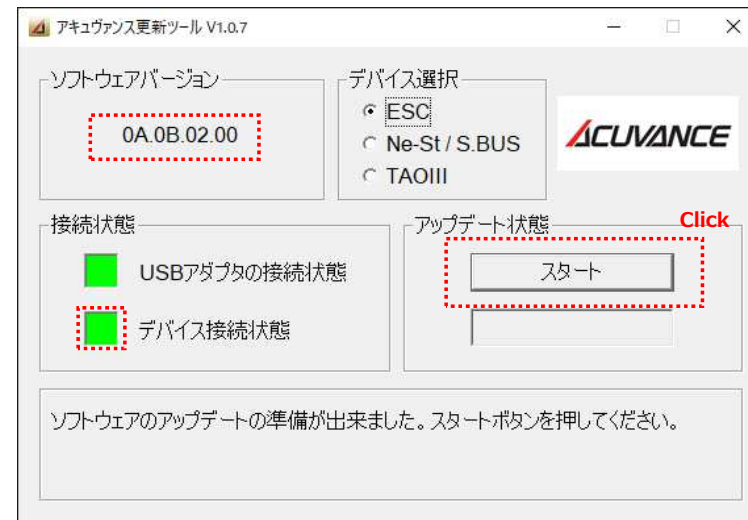 アキュヴァンス更新ツール V1.0.7
ソフトウェアバージョン
0A.0B.02.00
デバイス選択
ESC
Ne-St / S.BUS
TAOIII
ACUVANCE
接続状態
USBアダプタの接続状態
デバイス接続状態
アップデート状態
Click
スタート
ソフトウェアのアップデートの準備が出来ました。スタートボタンを押してください。